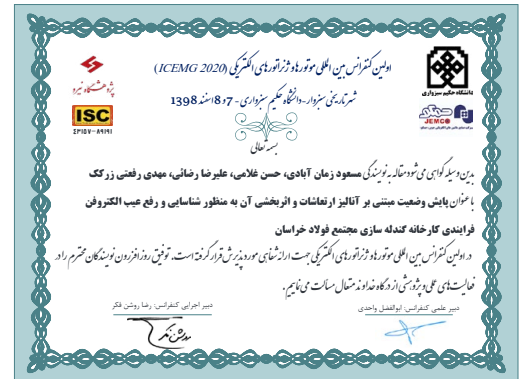 اولین کنفرانس بین المللی موتورها و ژنراتورهای الکتریکی (ICEMG 2020)
شهر تاریخی سبزوار-دانشگاه حکیم سبزواری - 7 و 8 اسفند 1398
دانشگاه حکیم سبزواری
JEMCO
پژوهشگاه نیرو
ISC
بسمه تعالی
بدین وسیله گواهی می شود مقاله به نویسندگی مسعود زمان آبادی، حسن غلامی، علیرضا رضائی، مهدی رفعتی زرکک
با عنوان پایش وضعیت مبتنی بر آنالیز ارتعاشات و اثربخشی آن به منظور شناسایی و رفع عیب الکتروفن
فرایندی کارخانه گندله سازی مجتمع فولاد خراسان
در اولین کنفرانس بین المللی موتورها و ژنراتورهای الکتریکی جهت ارائه شفاهی مورد پذیرش قرار گرفته است. توفیق روزافزون نویسندگان محترم را در
فعالیت های علمی و پژوهشی از درگاه خداوند متعال مسالت می نماییم.
دبیر علمی کنفرانس: ابوالفضل واحدی
دبیر اجرایی کنفرانس: رضا روشن فکر